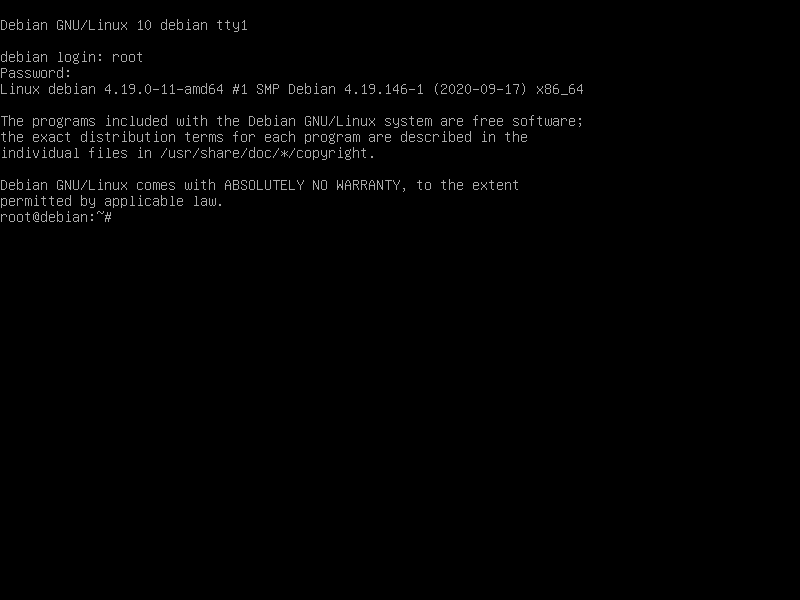 Debian GNU/Linux 10 debian tty1
debian login: root
Password:
Linux debian 4.19.0-11-amd64 #1 SMP Debian 4.19.146-1 (2020-09-17) x86_64
The programs included with the Debian GNU/Linux system are free software;
the exact distribution terms for each program are described in the
individual files in /usr/share/doc/*/copyright.
Debian GNU/Linux comes with ABSOLUTELY NO WARRANTY, to the extent
permitted by applicable law.
root@debian:~#